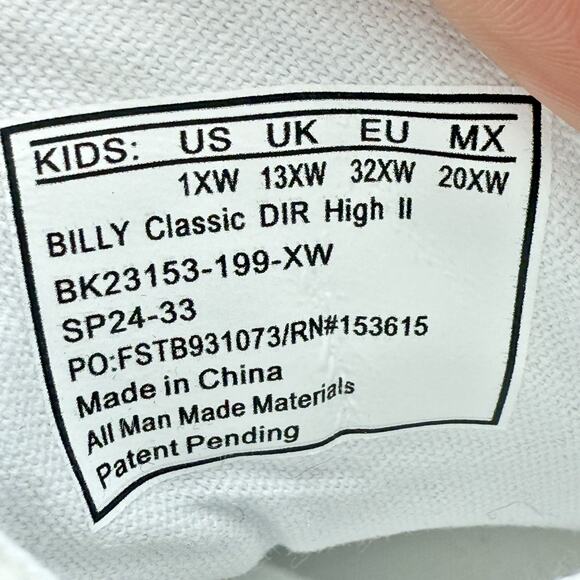 KIDS: US UK EU MX
1XW 13XW 32XW 20XW
BILLY Classic DIR High II
BK23153-199-XW
SP24-33
PO:FSTB931073/RN#153615
Made in China
All Man Made Materials
Patent Pending